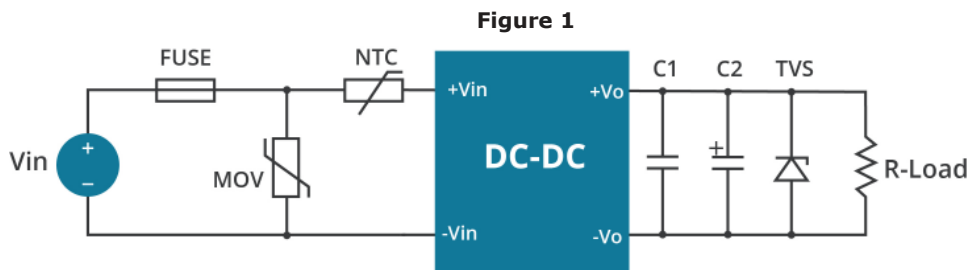 Figure 1
FUSE
NTC
C1
C2
TVS
+Vin
+Vo
Vin
+
−
MOV
DC-DC
+
R-Load
-Vin
-Vo